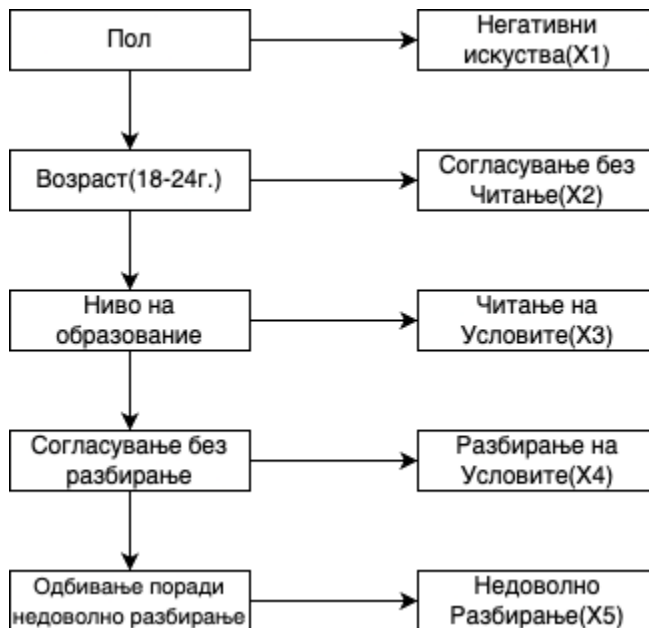 Пол
Негативни
искуства(X1)
Возраст(18-24г.)
Согласување без
Читање(X2)
Ниво на
образование
Читање на
Условите(X3)
Согласување без
разбирање
Разбирање на
Условите(X4)
Одбивање поради
недоволно разбирање
Недоволно
Разбирање(X5)